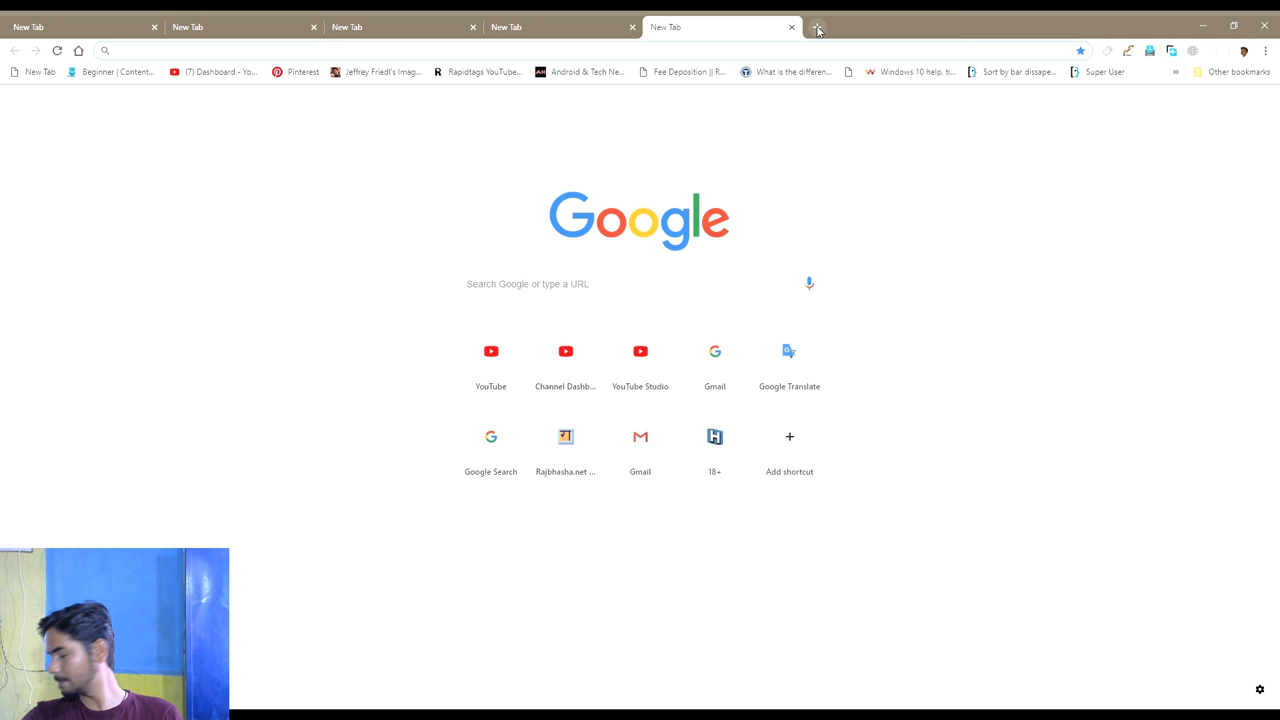 New Tab
New Tab
New Tab
New Tab
New Tab
New Tab
Beginner | Content...
(7) Dashboard - Yo...
Pinterest
Jeffrey Friedl's Imag...
R
Rapidtags YouTube...
Android & Tech Ne...
Fee Deposition || R...
What is the differen...
Windows 10 help, ti...
Sort by bar dissape...
Super User
»
Other bookmarks
Google
Search Google or type a URL
YouTube
Channel Dashb...
YouTube Studio
Gmail
Google Translate
Google Search
Rajbhasha.net ...
Gmail
18+
Add shortcut